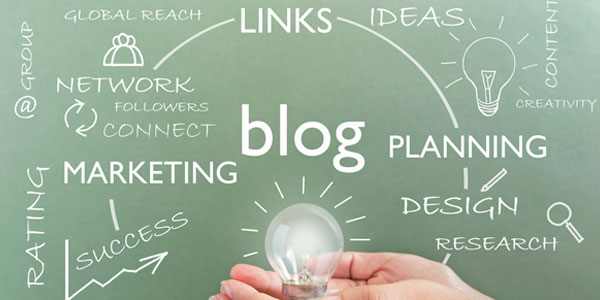 GLOBAL REACH
LINKS
IDEAS
CONTENT
@ GROUP
NETWORK
FOLLOWERS
CONNECT
CREATIVITY
blog
MARKETING
PLANNING
RATING
SUCCESS
DESIGN
RESEARCH